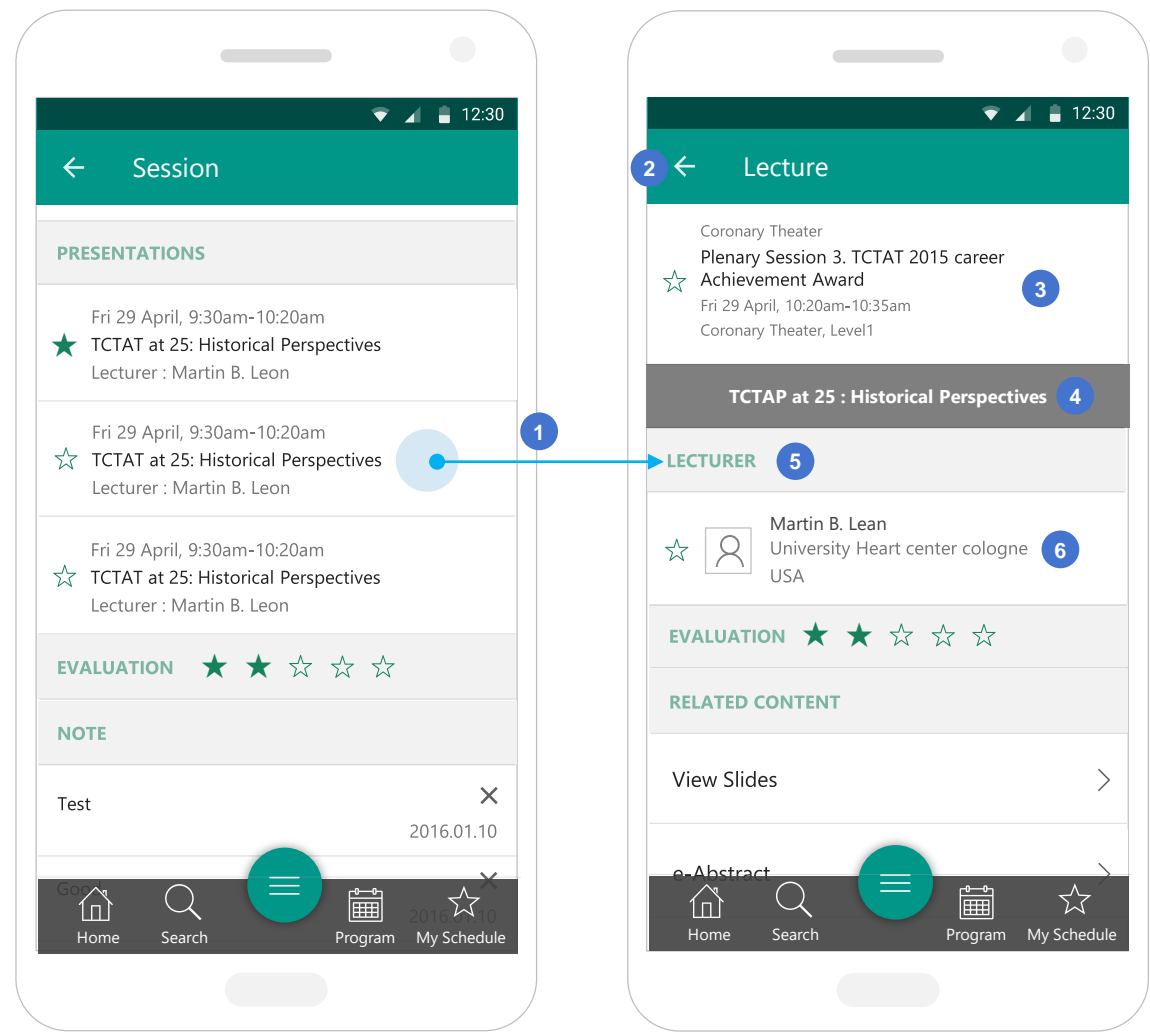 12:30
Session
PRESENTATIONS
Fri 29 April, 9:30am-10:20am
TCTAT at 25: Historical Perspectives
Lecturer : Martin B. Leon
Fri 29 April, 9:30am-10:20am
TCTAT at 25: Historical Perspectives
Lecturer : Martin B. Leon
Fri 29 April, 9:30am-10:20am
TCTAT at 25: Historical Perspectives
Lecturer : Martin B. Leon
EVALUATION
NOTE
Test
2016.01.10
Good
2016.01.10
Home Search Program My Schedule
1
12:30
2 Lecture
Coronary Theater
Plenary Session 3. TCTAT 2015 career
Achievement Award
3
Fri 29 April, 10:20am-10:35am
Coronary Theater, Level1
TCTAP at 25 : Historical Perspectives 4
LECTURER 5
Martin B. Lean
University Heart center cologne 6
USA
EVALUATION
RELATED CONTENT
View Slides
e-Abstract
Home Search Program My Schedule